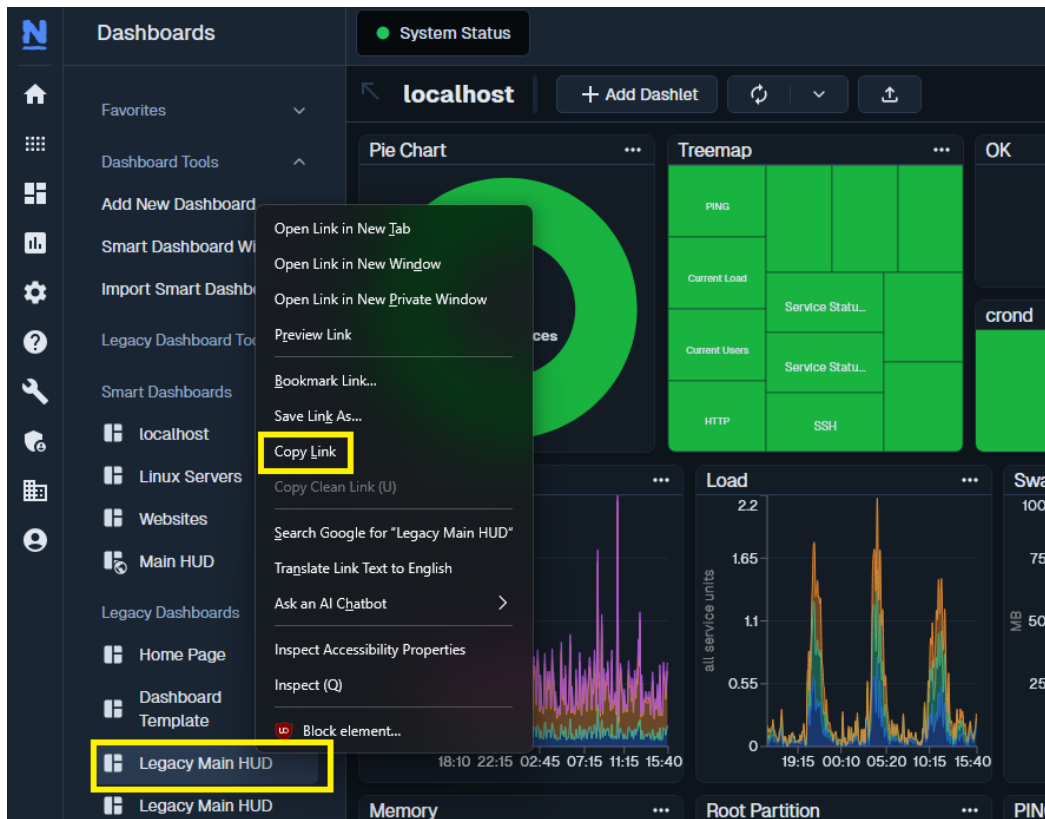 Dashboards
Favorites
Dashboard Tools
Add New Dashboard
Smart Dashboard Wi
Import Smart Dashbo
Legacy Dashboard Too
Smart Dashboards
localhost
Linux Servers
Websites
Main HUD
Legacy Dashboards
Home Page
Dashboard
Template
Legacy Main HUD
Legacy Main HUD
Open Link in New Tab
Open Link in New Window
Open Link in New Private Window
Preview Link
Bookmark Link...
Save Link As...
Copy Link
Copy Clean Link (U)
Search Google for “Legacy Main HUD”
Translate Link Text to English
Ask an AI Chatbot
Inspect Accessibility Properties
Inspect (Q)
Block element...
System Status
localhost
+ Add Dashlet
Pie Chart
ces
Treemap
PING
Current Load
Current Users
HTTP
Service Statu...
Service Statu...
SSH
OK
crond
18:10 22:15 02:45 07:15 11:15 15:40
Load
all service units
2.2
1.65
1.1
0.55
0
19:15 00:10 05:20 10:15 15:40
Swa
MB
100
75
50
25
Memory
Root Partition
PIN